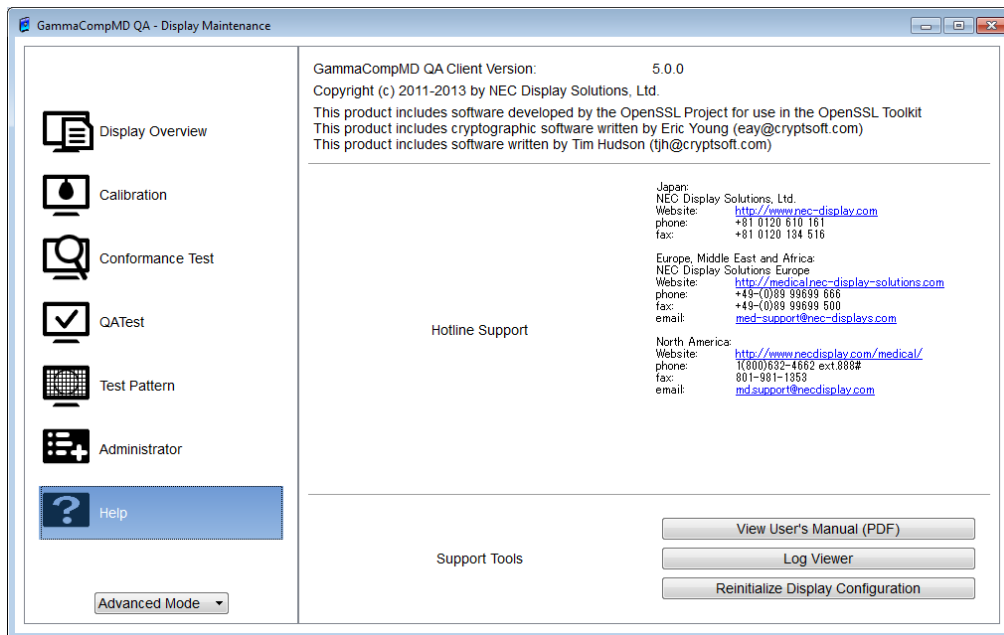 GammaCompMD QA - Display Maintenance
Display Overview
Calibration
Conformance Test
QATest
Test Pattern
Administrator
Help
Advanced Mode
GammaCompMD QA Client Version: 5.0.0
Copyright (c) 2011-2013 by NEC Display Solutions, Ltd.
This product includes software developed by the OpenSSL Project for use in the OpenSSL Toolkit
This product includes cryptographic software written by Eric Young (eay@cryptsoft.com)
This product includes software written by Tim Hudson (tjh@cryptsoft.com)
Hotline Support
Japan:
NEC Display Solutions, Ltd.
Website: http://www.nec-display.com
phone: +81 0120 610 161
fax: +81 0120 134 516
Europe, Middle East and Africa:
NEC Display Solutions Europe
Website: http://medical.nec-display-solutions.com
phone: +49-(0)89 99699 666
fax: +49-(0)89 99699 500
email: med-support@nec-displays.com
North America:
Website: http://www.necdisplay.com/medical/
phone: 1(800)632-4662 ext.888#
fax: 801-981-1353
email: md.support@necdisplay.com
Support Tools
View User's Manual (PDF)
Log Viewer
Reinitialize Display Configuration